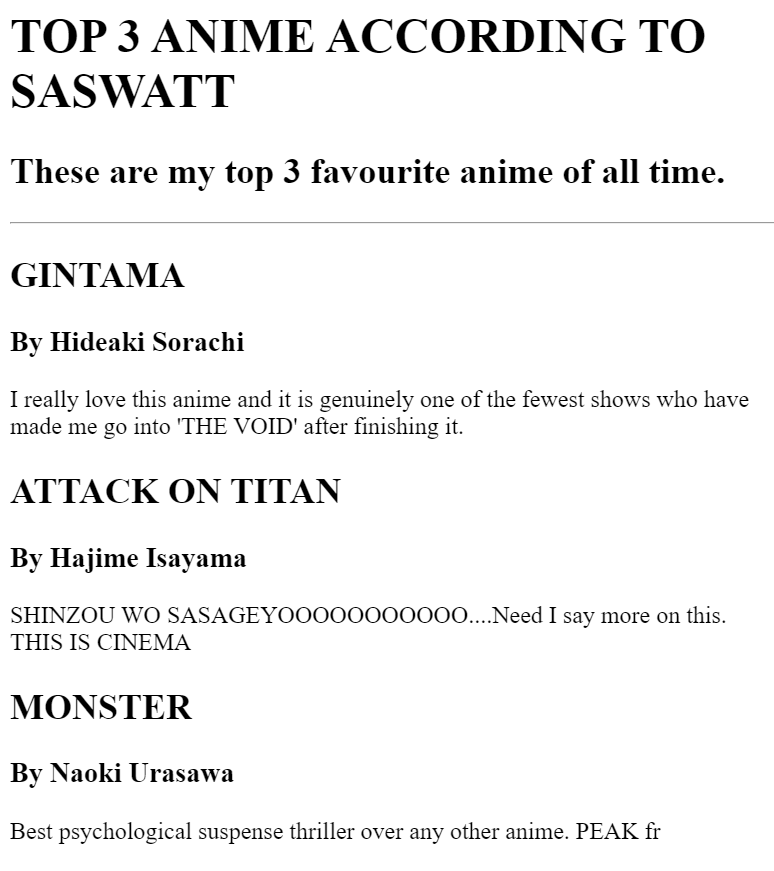 TOP 3 ANIME ACCORDING TO
SASWATT
These are my top 3 favourite anime of all time.
GINTAMA
By Hideaki Sorachi
I really love this anime and it is genuinely one of the fewest shows who have
made me go into 'THE VOID' after finishing it.
ATTACK ON TITAN
By Hajime Isayama
SHINZOU WO SASAGEYOOOOOOOOOOO....Need I say more on this.
THIS IS CINEMA
MONSTER
By Naoki Urasawa
Best psychological suspense thriller over any other anime. PEAK fr